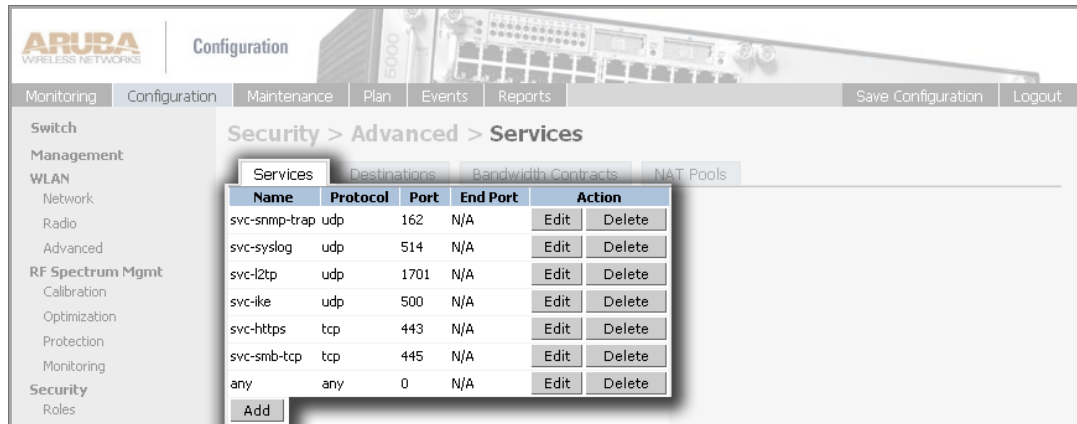 ARUBA
WIRELESS NETWORKS
Configuration
5000
Monitoring Configuration Maintenance Plan Events Reports Save Configuration Logout
Switch
Management
WLAN
Network
Radio
Advanced
RF Spectrum Mgmt
Calibration
Optimization
Protection
Monitoring
Security
Roles
Security > Advanced > Services
Services Destinations Bandwidth Contracts NAT Pools
Name Protocol Port End Port Action
svc-snmp-trap udp 162 N/A Edit Delete
svc-syslog udp 514 N/A Edit Delete
svc-l2tp udp 1701 N/A Edit Delete
svc-ike udp 500 N/A Edit Delete
svc-https tcp 443 N/A Edit Delete
svc-smb-tcp tcp 445 N/A Edit Delete
any any 0 N/A Edit Delete
Add